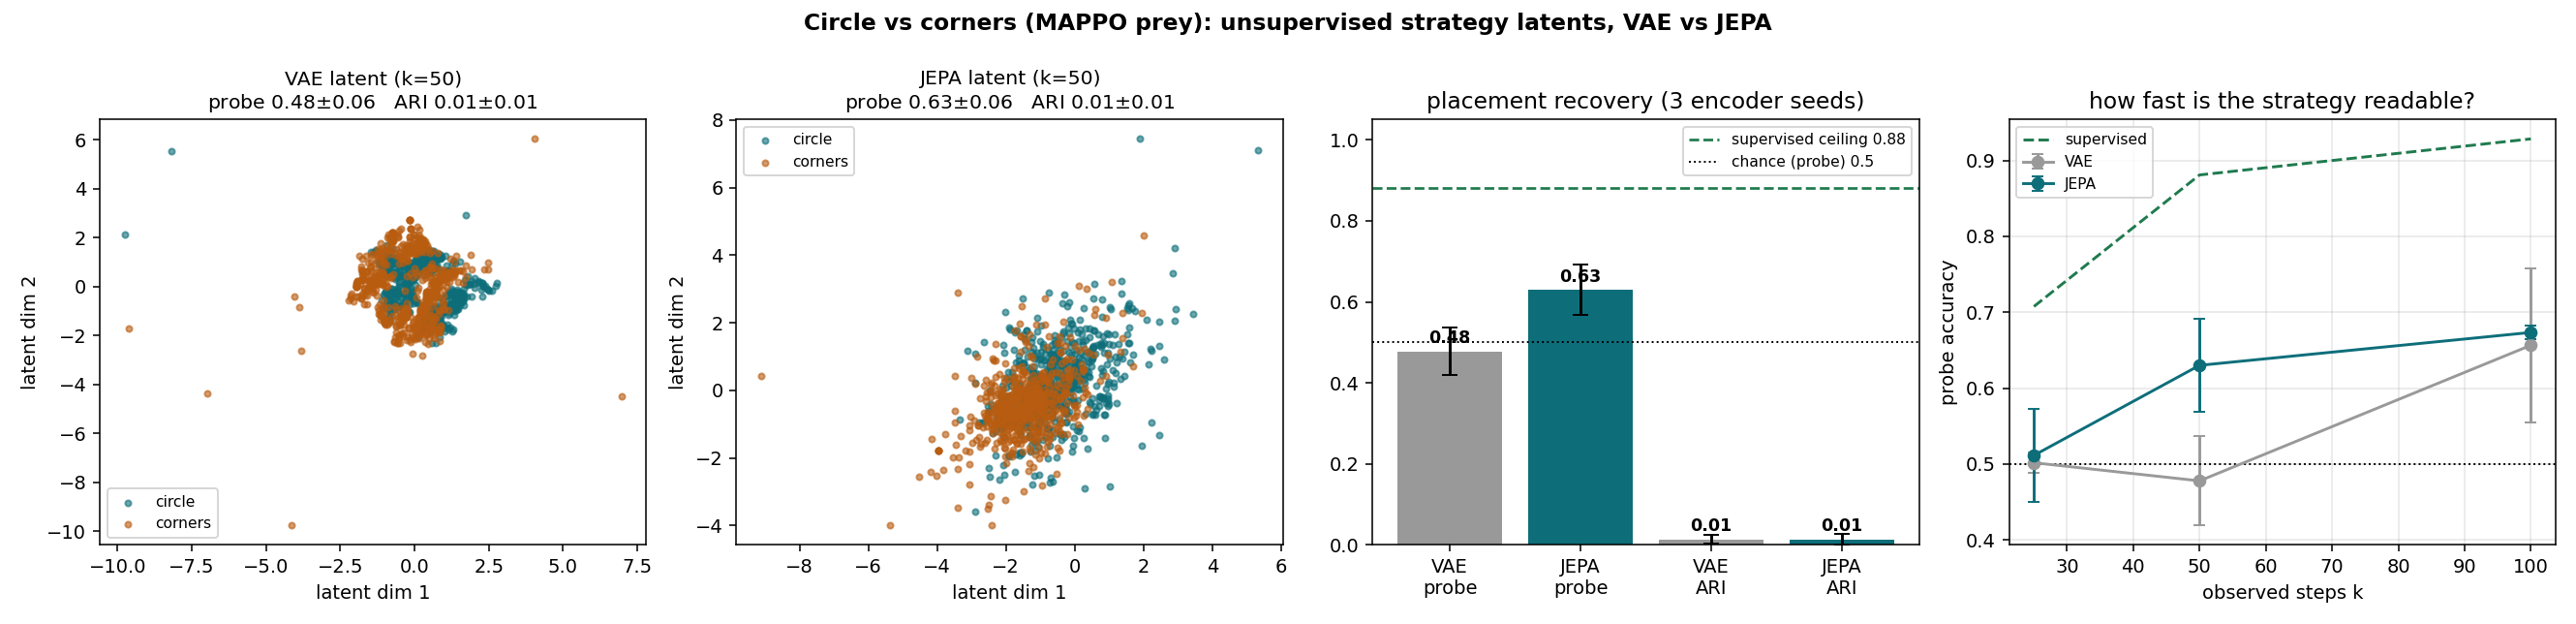 Circle vs corners (MAPPO prey): unsupervised strategy latents, VAE vs JEPA
VAE latent (k=50)
probe 0.48±0.06 ARI 0.01±0.01
6
4
2
0
−2
−4
−6
−8
−10
latent dim 2
circle
corners
−10.0 −7.5 −5.0 −2.5 0.0 2.5 5.0 7.5
latent dim 1
JEPA latent (k=50)
probe 0.63±0.06 ARI 0.01±0.01
8
6
4
2
0
−2
−4
latent dim 2
circle
corners
−8 −6 −4 −2 0 2 4 6
latent dim 1
placement recovery (3 encoder seeds)
1.0
0.8
0.6
0.4
0.2
0.0
supervised ceiling 0.88
chance (probe) 0.5
0.48
0.63
0.01
0.01
VAE
probe
JEPA
probe
VAE
ARI
JEPA
ARI
how fast is the strategy readable?
0.9
0.8
0.7
0.6
0.5
0.4
probe accuracy
supervised
VAE
JEPA
30 40 50 60 70 80 90 100
observed steps k